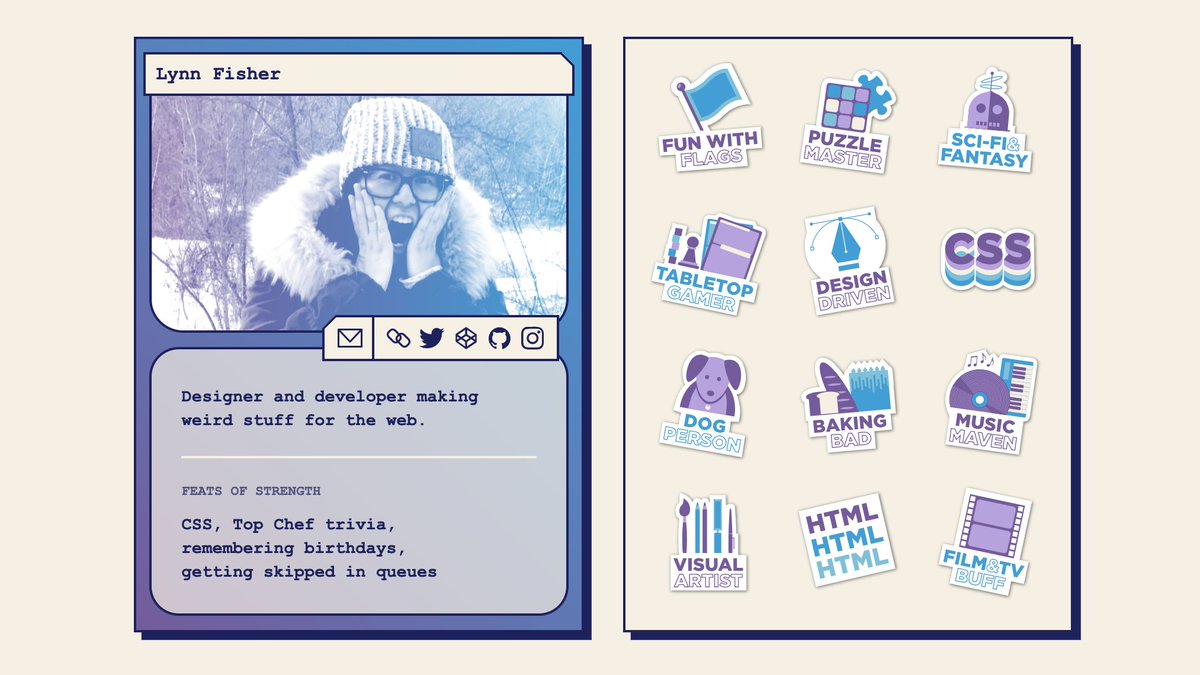 Lynn Fisher
Designer and developer making
weird stuff for the web.
FEATS OF STRENGTH
CSS, Top Chef trivia,
remembering birthdays,
getting skipped in queues
FUN WITH
FLAGS
PUZZLE
MASTER
SCI-FI&
FANTASY
TABLETOP
GAMER
DESIGN
DRIVEN
CSS
DOG
PERSON
BAKING
BAD
MUSIC
MAVEN
VISUAL
ARTIST
HTML
HTML
HTML
FILM&TV
BUFF